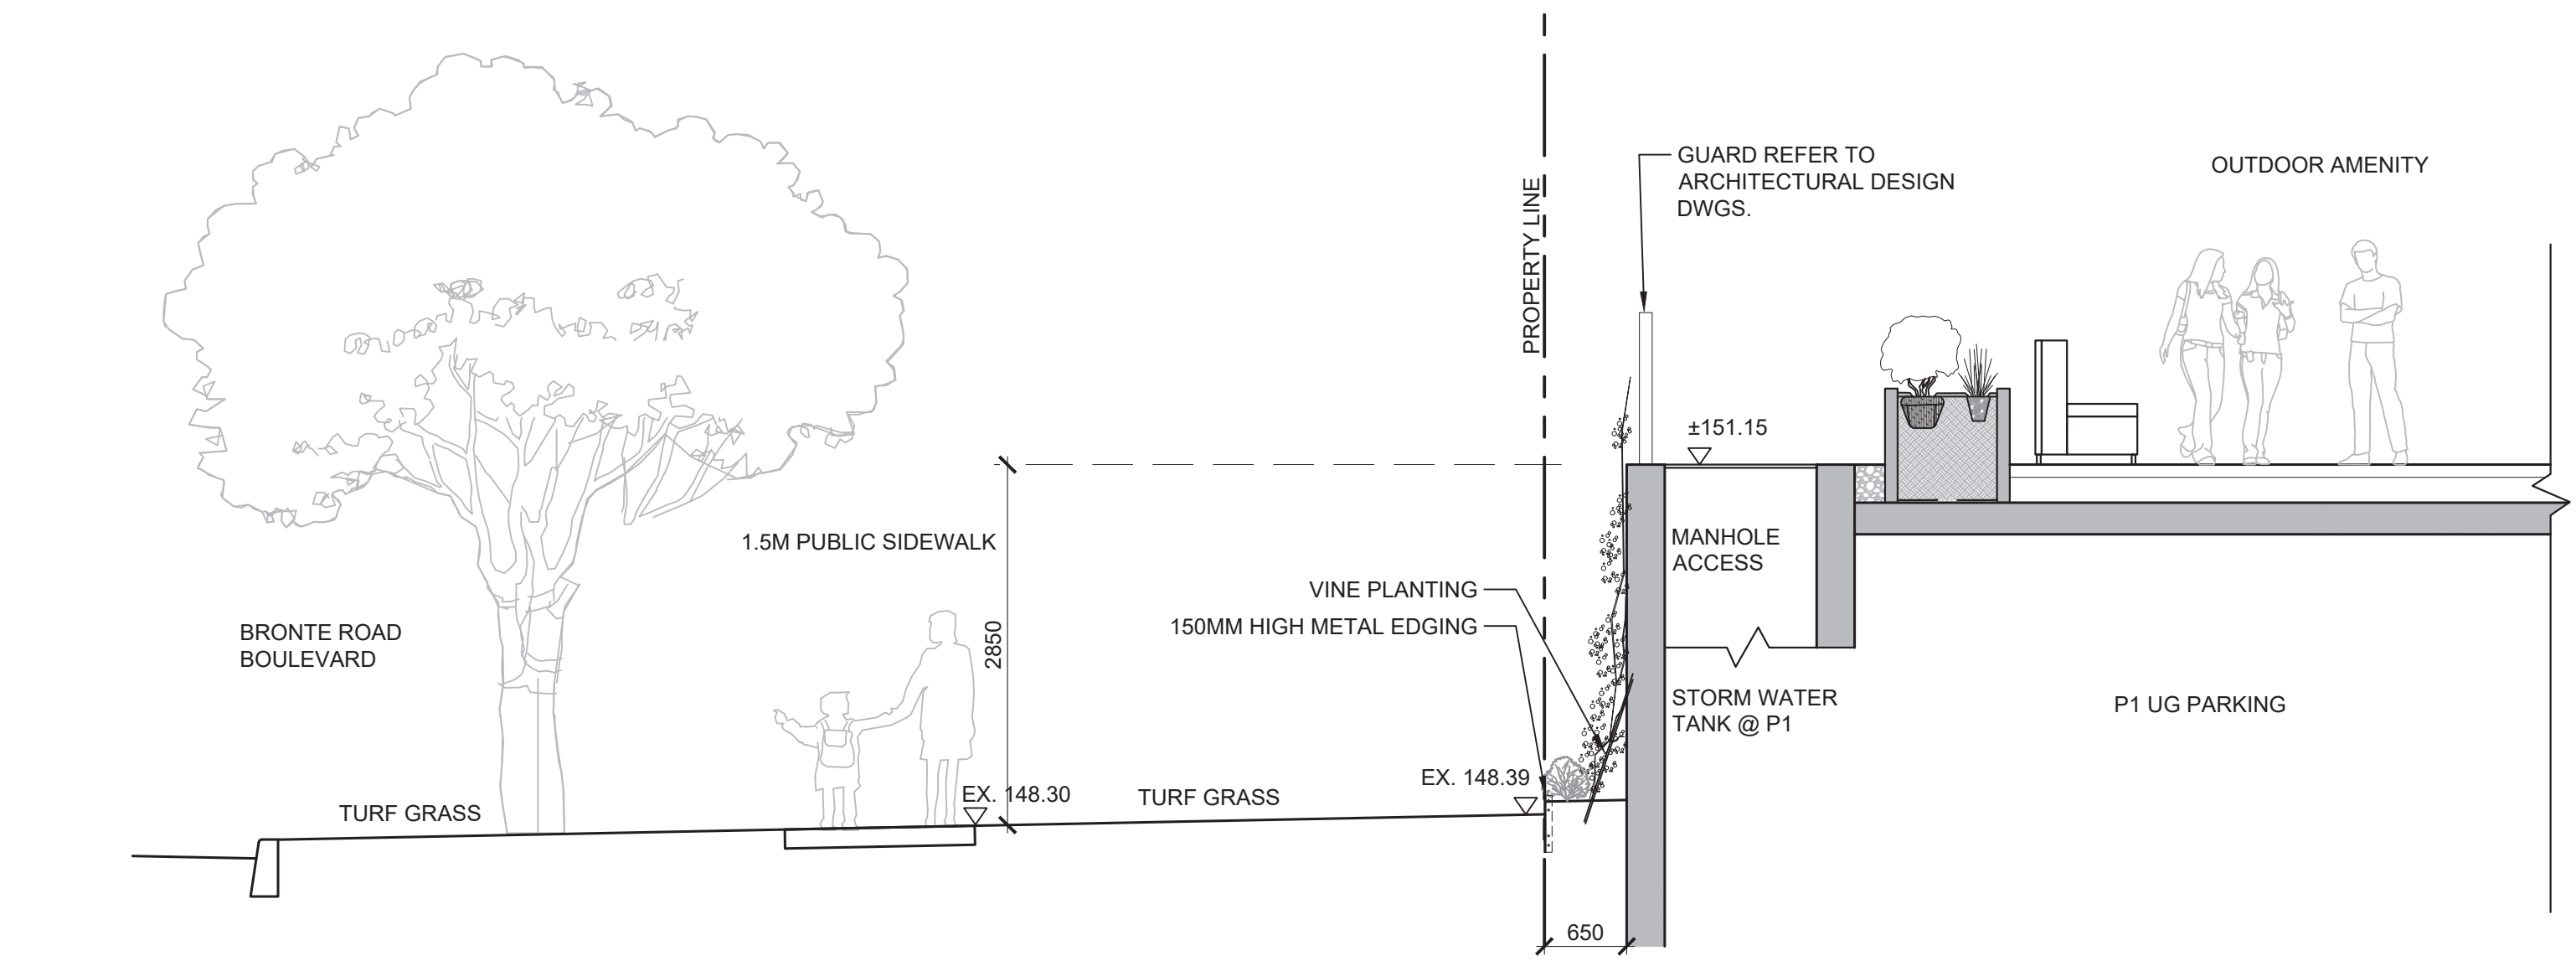 GUARD REFER TO
ARCHITECTURAL DESIGN
DWGS.
OUTDOOR AMENITY
PROPERTY LINE
±151.15
1.5M PUBLIC SIDEWALK
MANHOLE
ACCESS
VINE PLANTING
150MM HIGH METAL EDGING
BRONTE ROAD
BOULEVARD
2850
STORM WATER
TANK @ P1
P1 UG PARKING
EX. 148.39
EX. 148.30
TURF GRASS
TURF GRASS
650